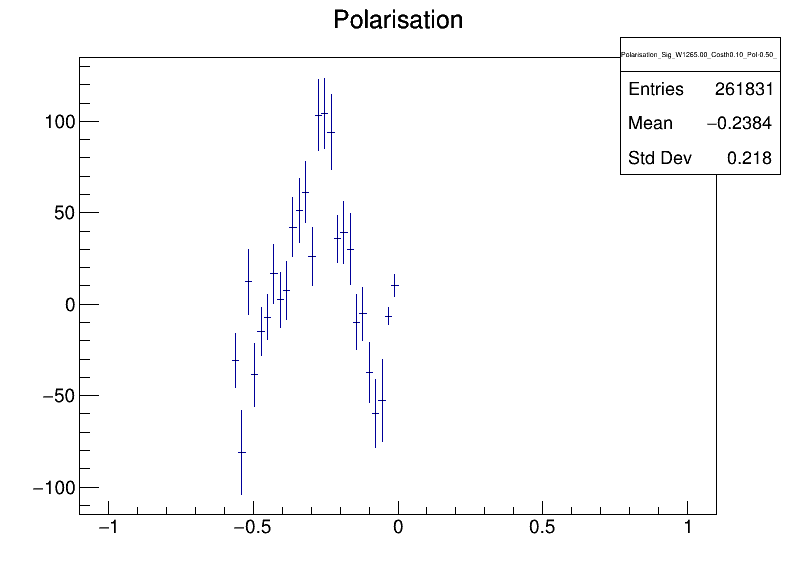 Polarisation
Polarisation_Sig_W1265.00_Costh0.10_Pol-0.50_
Entries 261831
Mean −0.2384
Std Dev 0.218
100
50
0
−50
−100
−1 −0.5 0 0.5 1